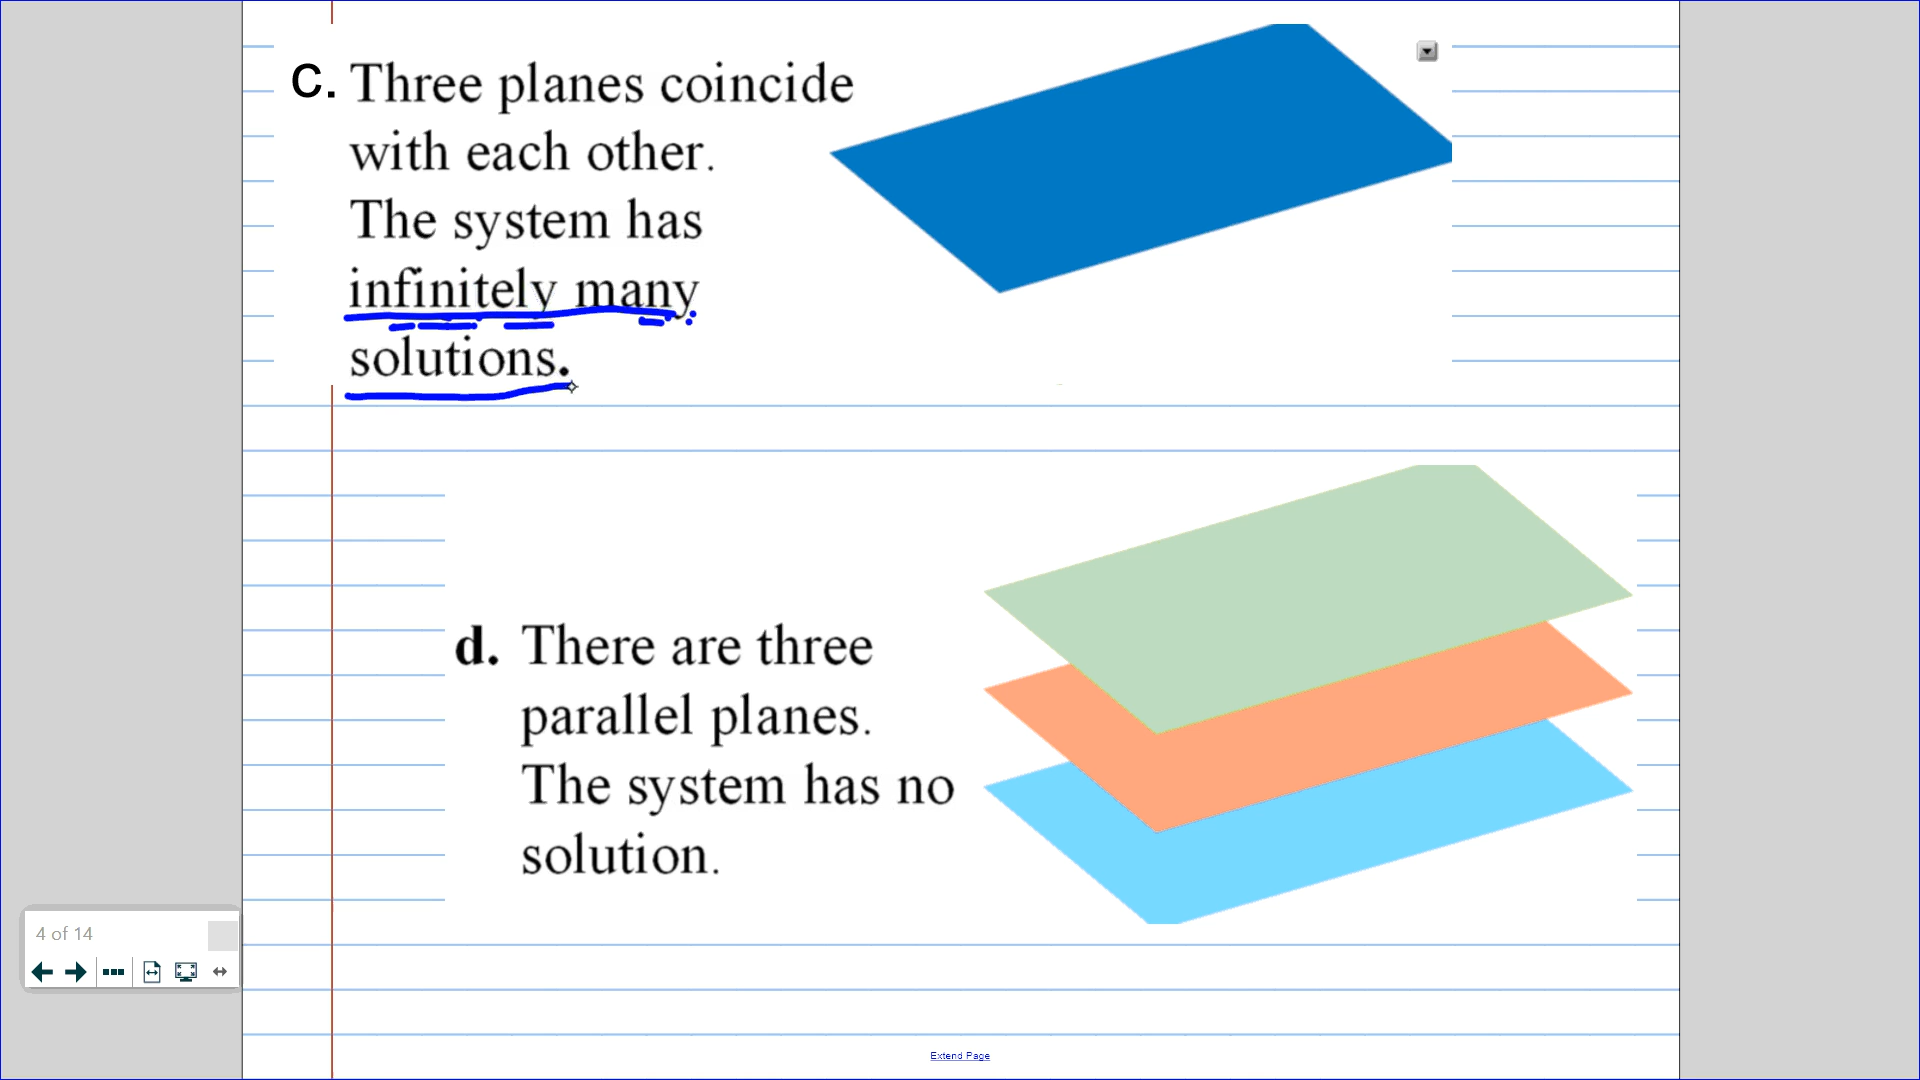 c. Three planes coincide
with each other.
The system has
infinitely many
solutions.
d. There are three
parallel planes.
The system has no
solution.
4 of 14
Extend Page